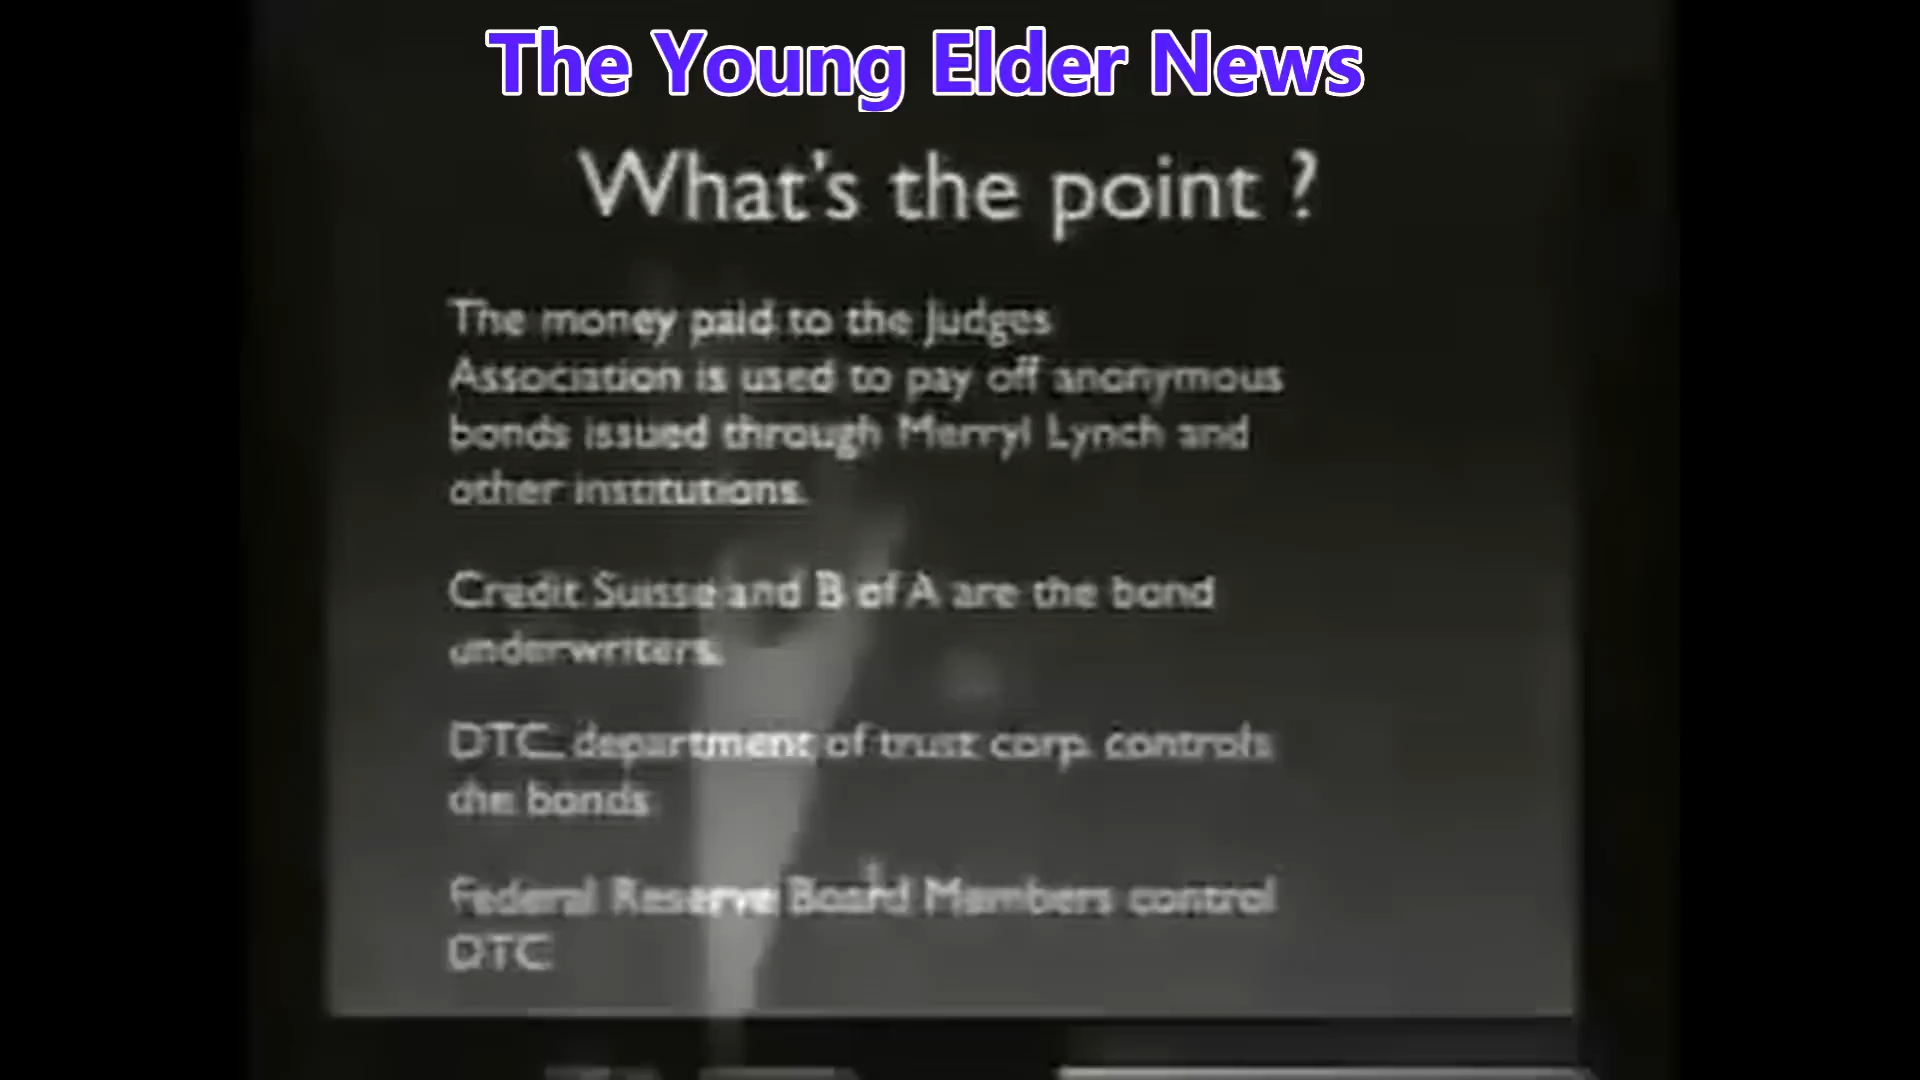 The Young Elder News
What's the point ?
The money paid to the Judges
Association is used to pay off anonymous
bonds issued through Merryl Lynch and
other institutions.
Credit Suisse and B of A are the bond
underwriters.
DTC department of trust corp. controls
the bonds
Federal Reserve Board Members control
DTC